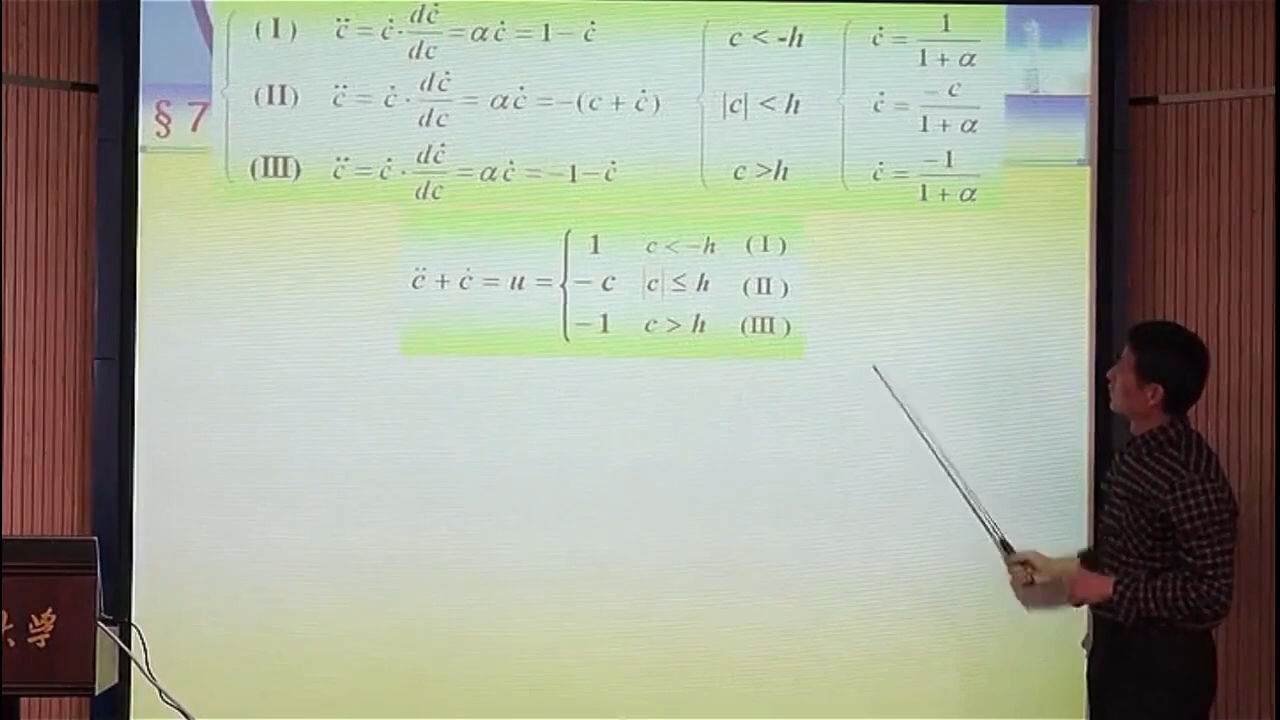 § 7
(I) c̈ = ċ · dċ/dc = αċ = 1 − ċ   c < -h   ċ = 1/(1 + α)
(II) c̈ = ċ · dċ/dc = αċ = −(c + ċ)   |c| < h   ċ = −c/(1 + α)
(III) c̈ = ċ · dċ/dc = αċ = −1 − ċ   c > h   ċ = −1/(1 + α)
c̈ + ċ = u = { 1   c < −h   (I)
− c   |c| ≤ h   (II)
− 1   c > h   (III)
大学